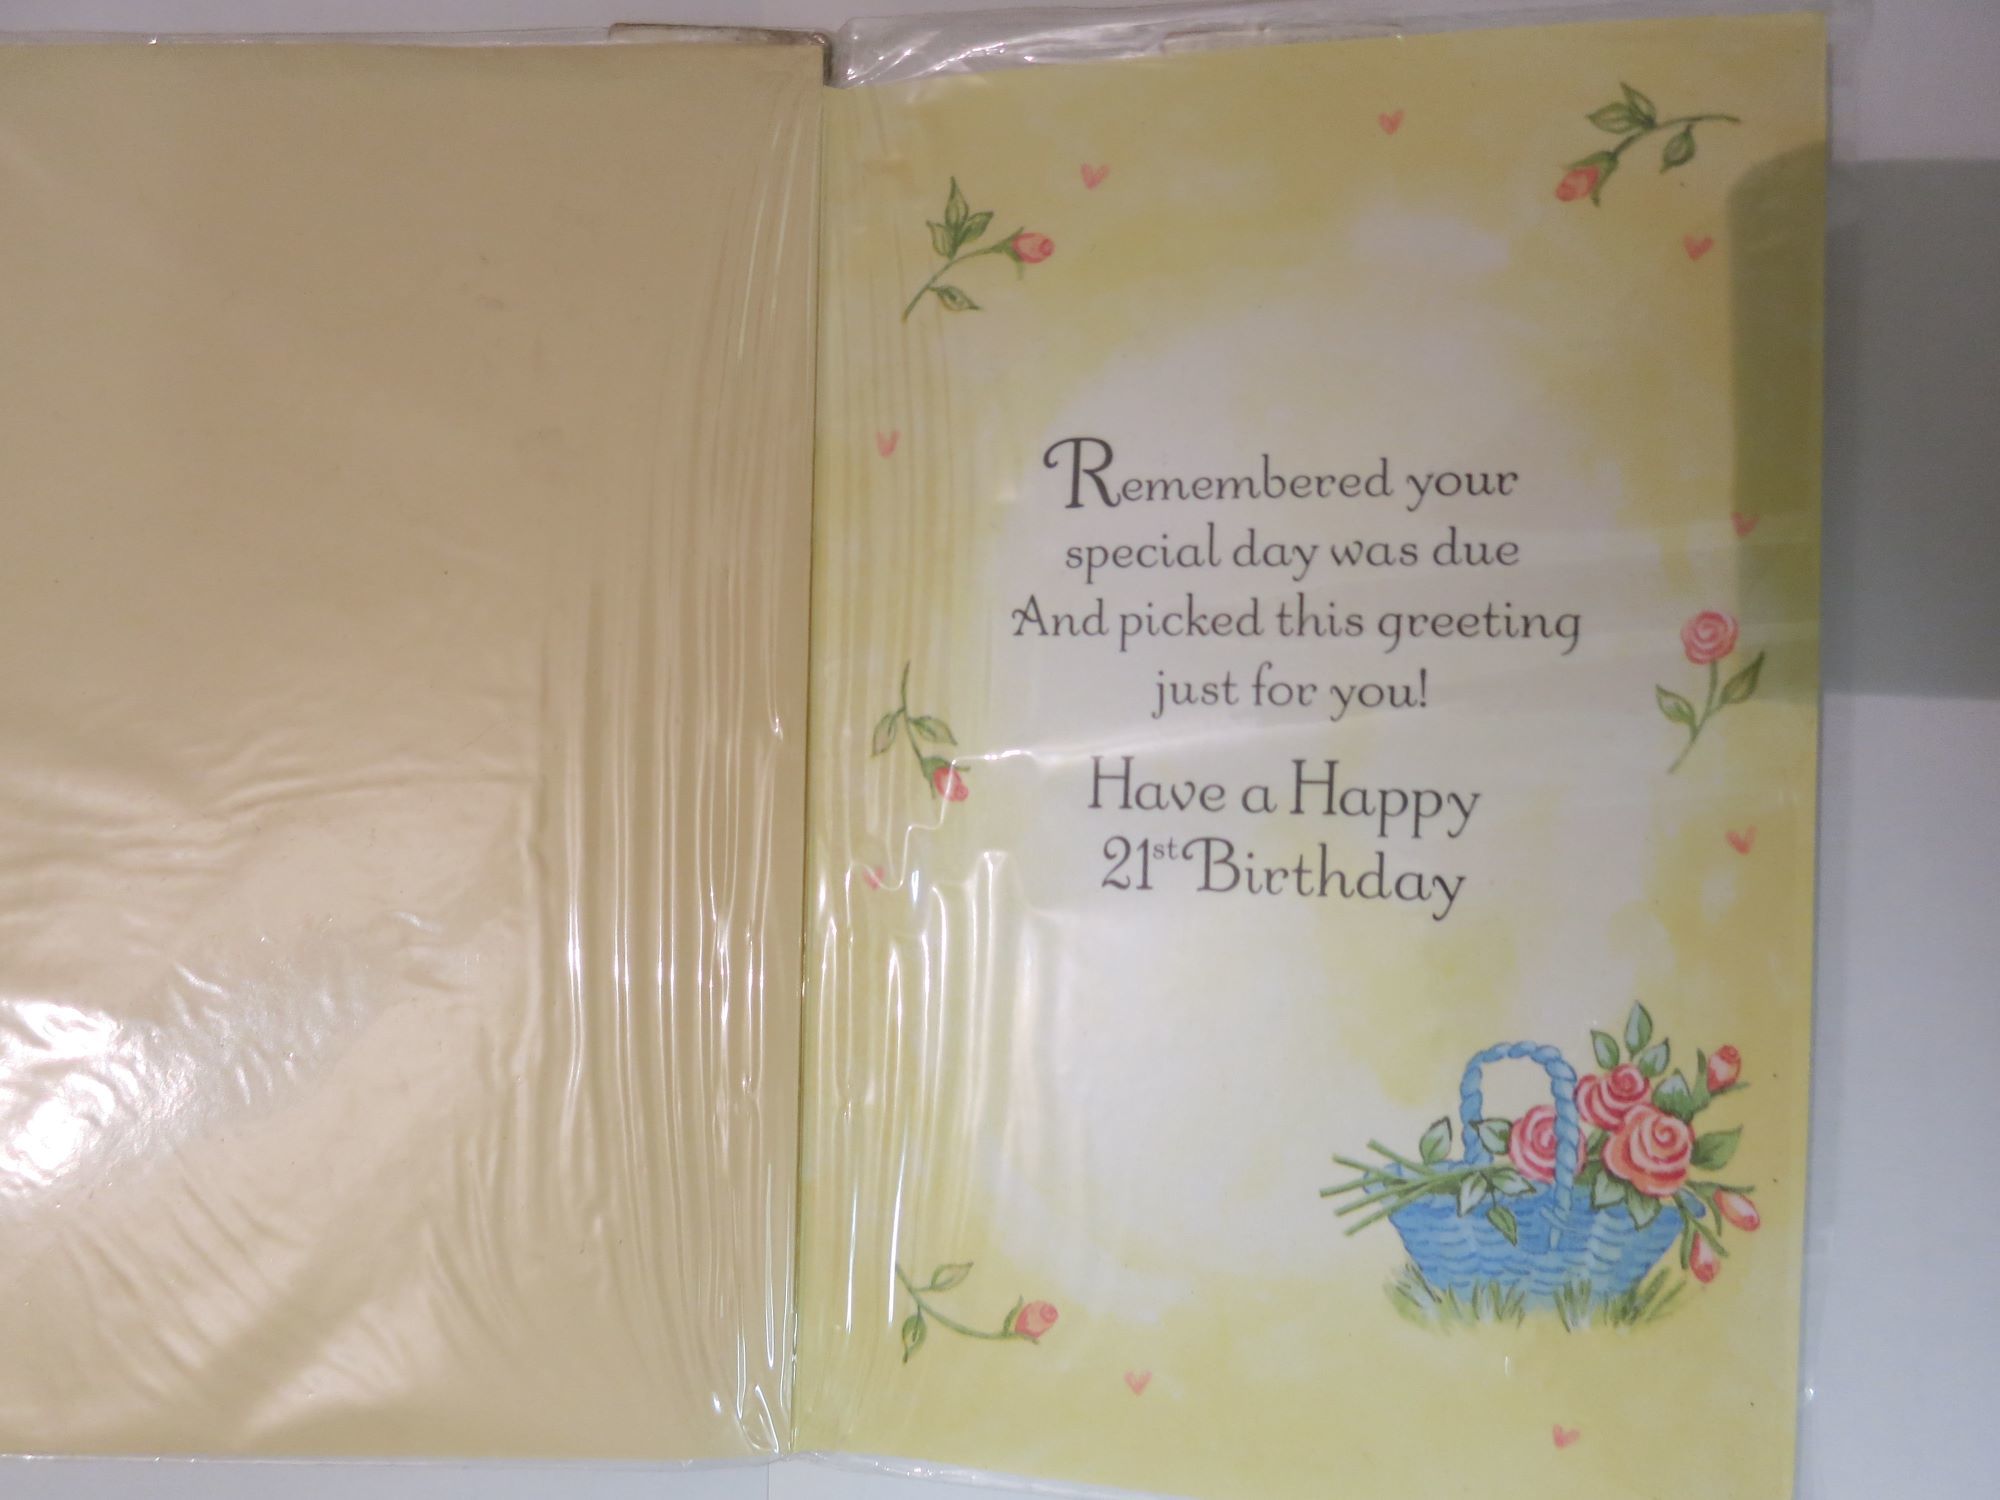 Remembered your
special day was due
And picked this greeting
just for you!
Have a Happy
21st Birthday